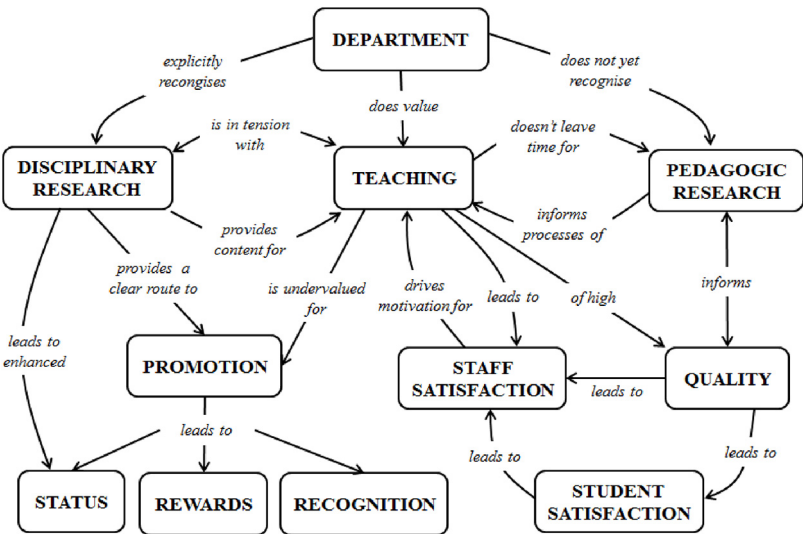 DEPARTMENT
explicitly
recongises
does not yet
recognise
does value
is in tension
with
doesn't leave
time for
DISCIPLINARY
RESEARCH
TEACHING
PEDAGOGIC
RESEARCH
provides
content for
informs
processes of
provides a
clear route to
is undervalued
for
drives
motivation for
leads to
of high
informs
leads to
enhanced
PROMOTION
STAFF
SATISFACTION
leads to
QUALITY
leads to
leads to
leads to
STATUS
REWARDS
RECOGNITION
STUDENT
SATISFACTION